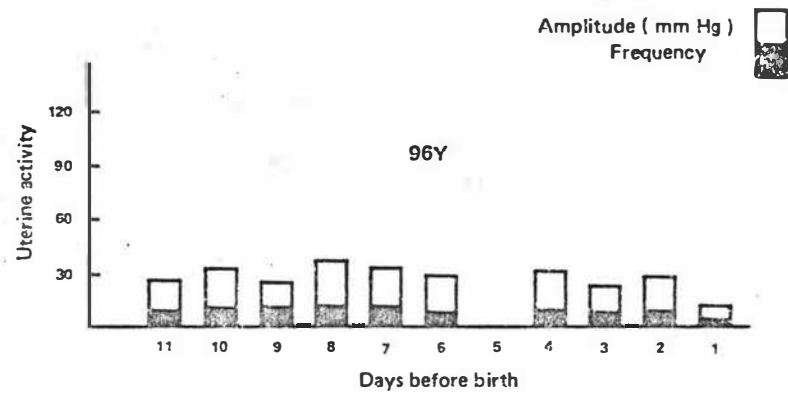 Amplitude ( mm Hg )
Frequency
Uterine activity
120
90
60
30
96Y
11 10 9 8 7 6 5 4 3 2 1
Days before birth